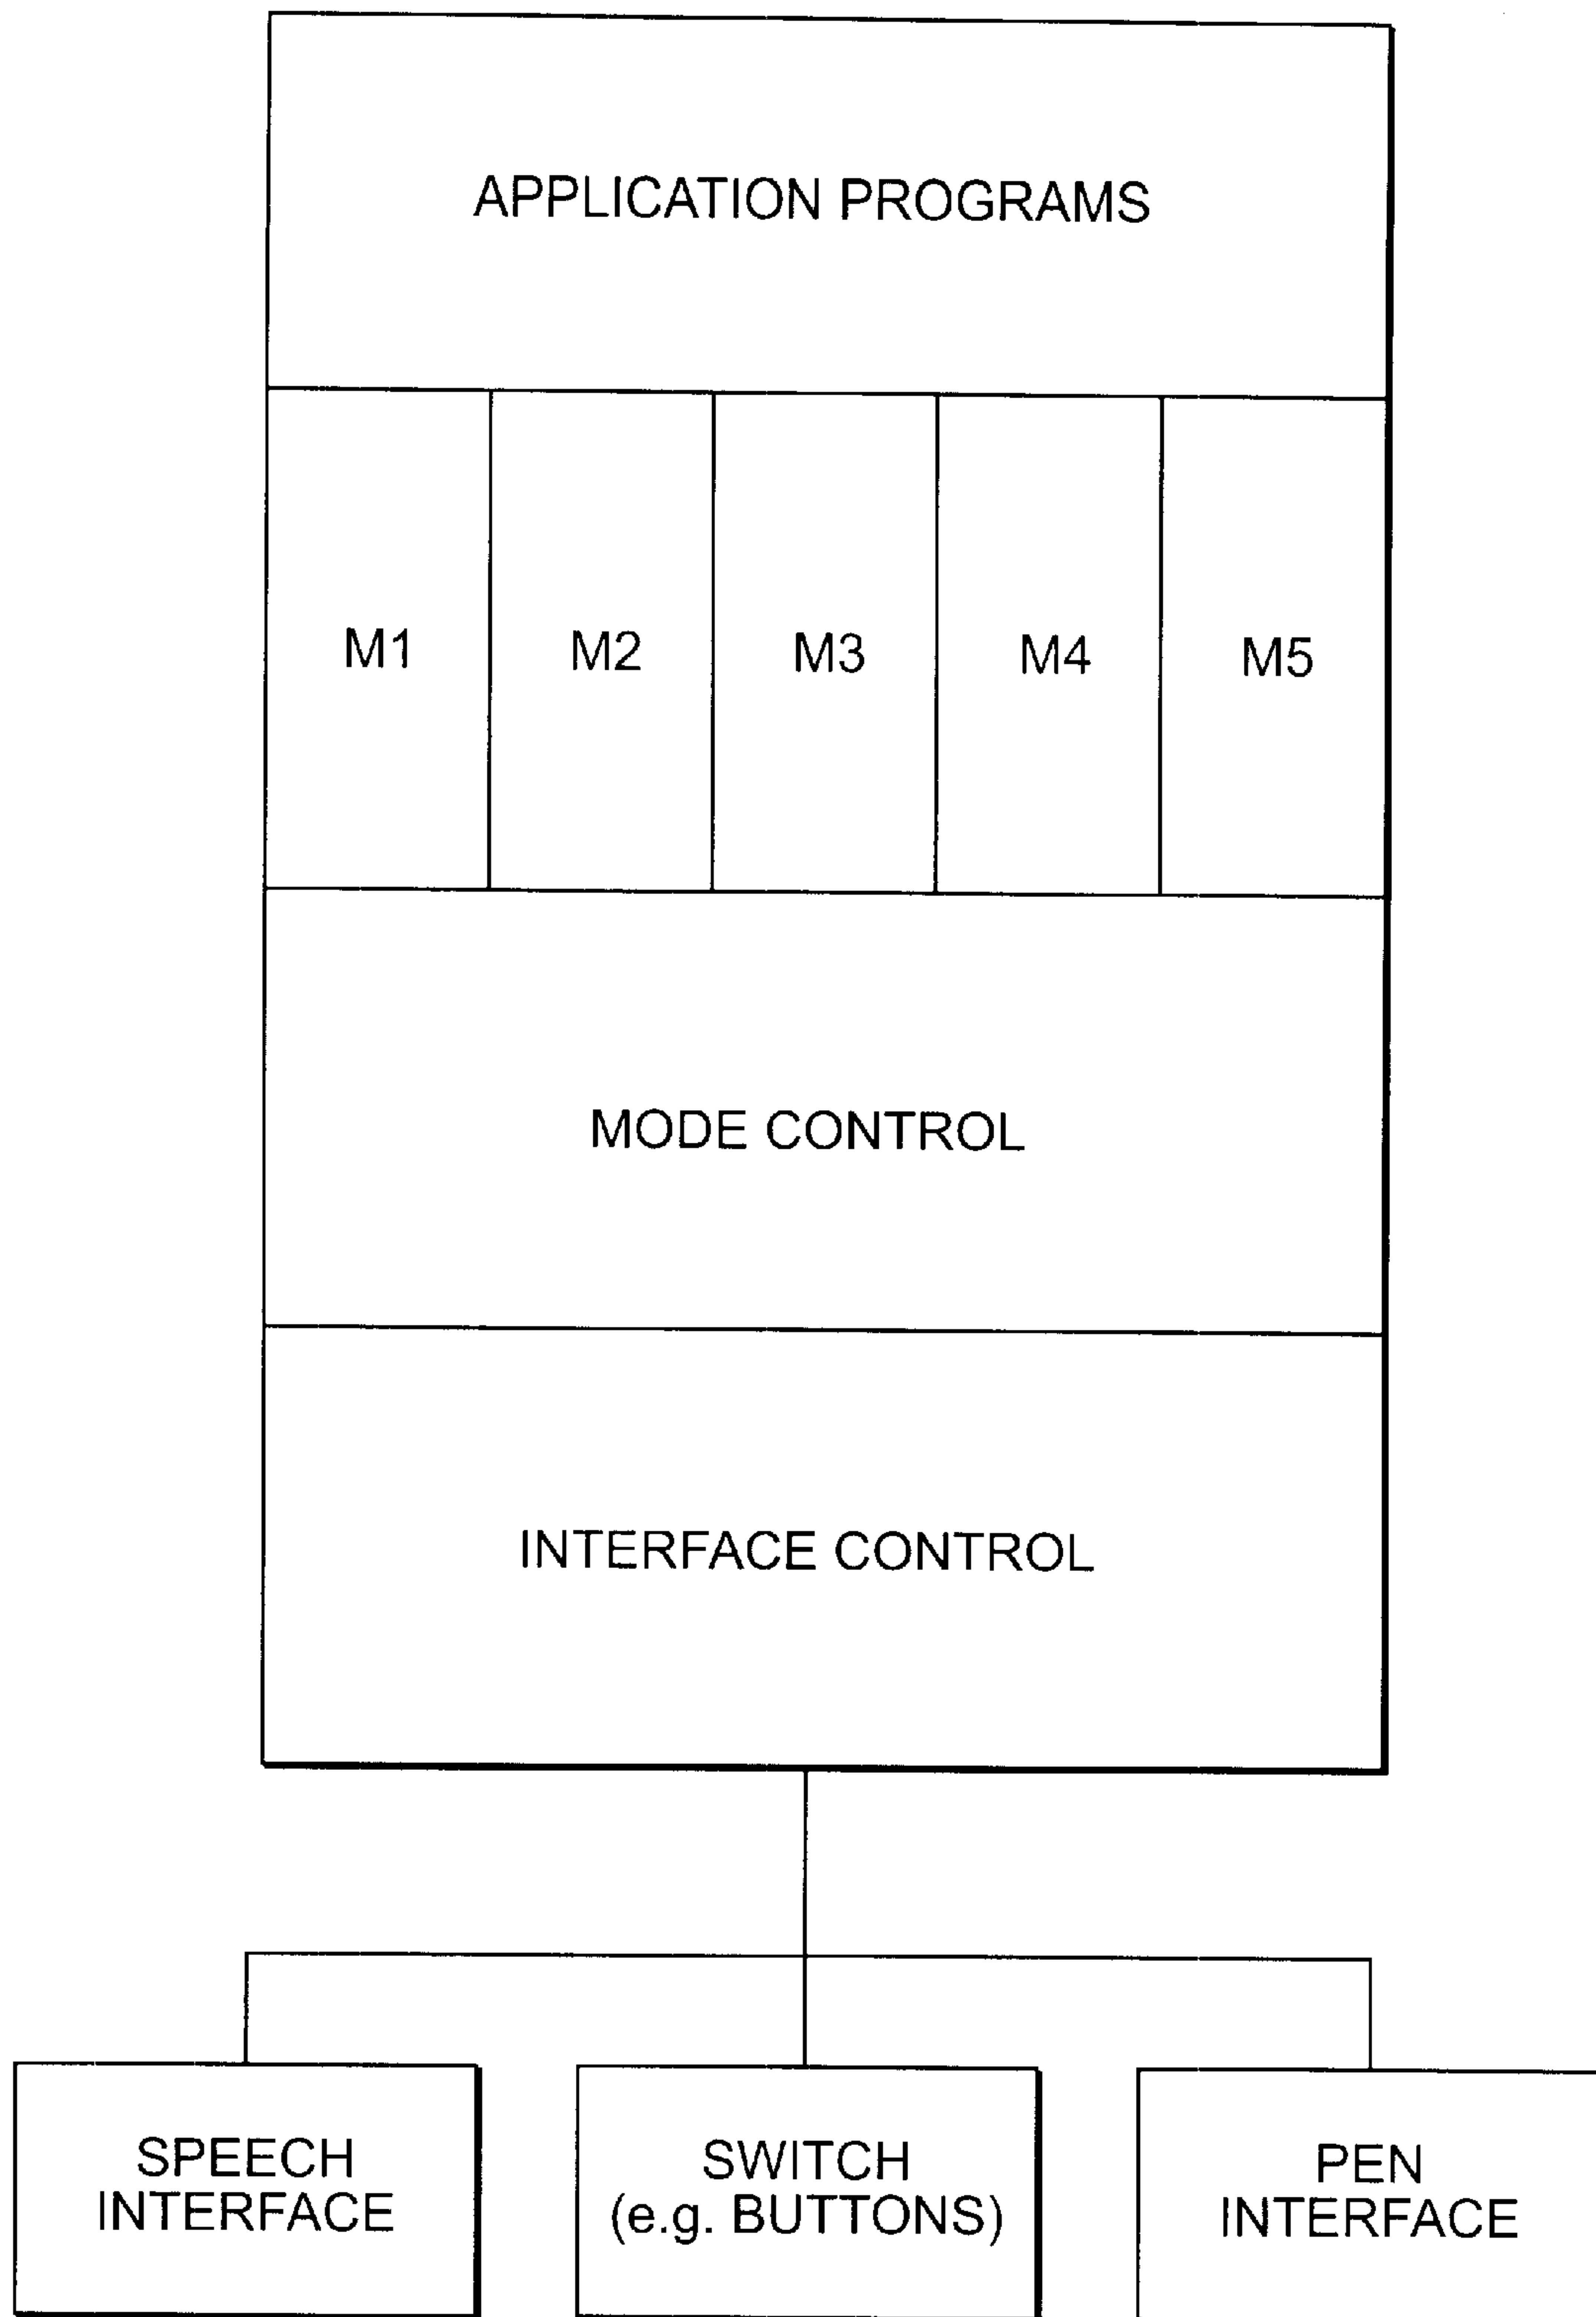 APPLICATION PROGRAMS
M1
M2
M3
M4
M5
MODE CONTROL
INTERFACE CONTROL
SPEECH
INTERFACE
SWITCH
(e.g. BUTTONS)
PEN
INTERFACE